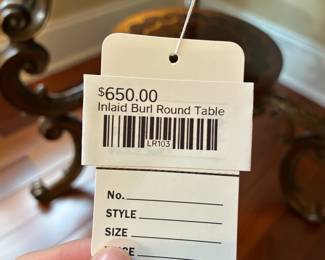 $650.00
Inlaid Burl Round Table
LR103
No.
STYLE
SIZE